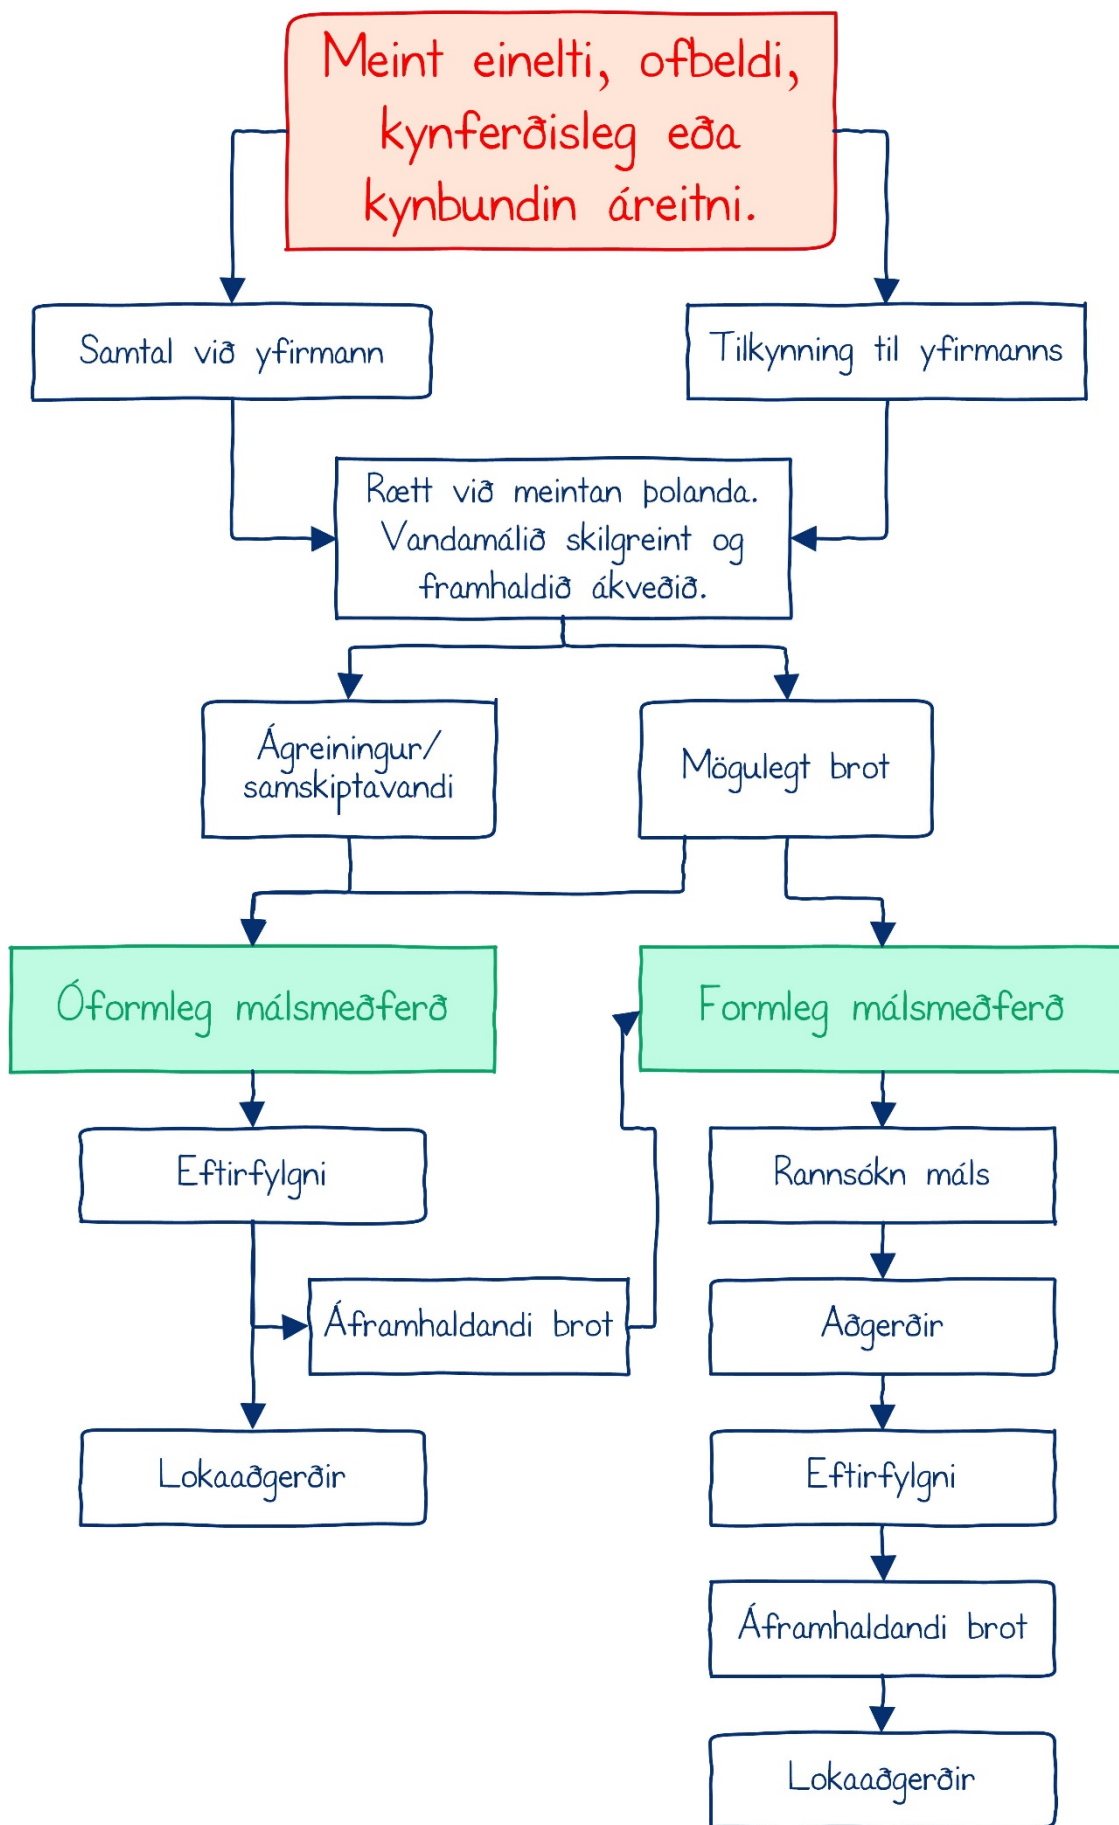 Meint einelti, ofbeldi,
kynferðisleg eða
kynbundin áreitni.
Samtal við yfirmann
Tilkynning til yfirmanns
Rætt við meintan þolanda.
Vandamálið skilgreint og
framhaldið ákveðið.
Ágreiningur/
samskiptavandi
Mögulegt brot
Óformleg málsmeðferð
Formleg málsmeðferð
Eftirfylgni
Rannsókn máls
Áframhaldandi brot
Aðgerðir
Lokaaðgerðir
Eftirfylgni
Áframhaldandi brot
Lokaaðgerðir